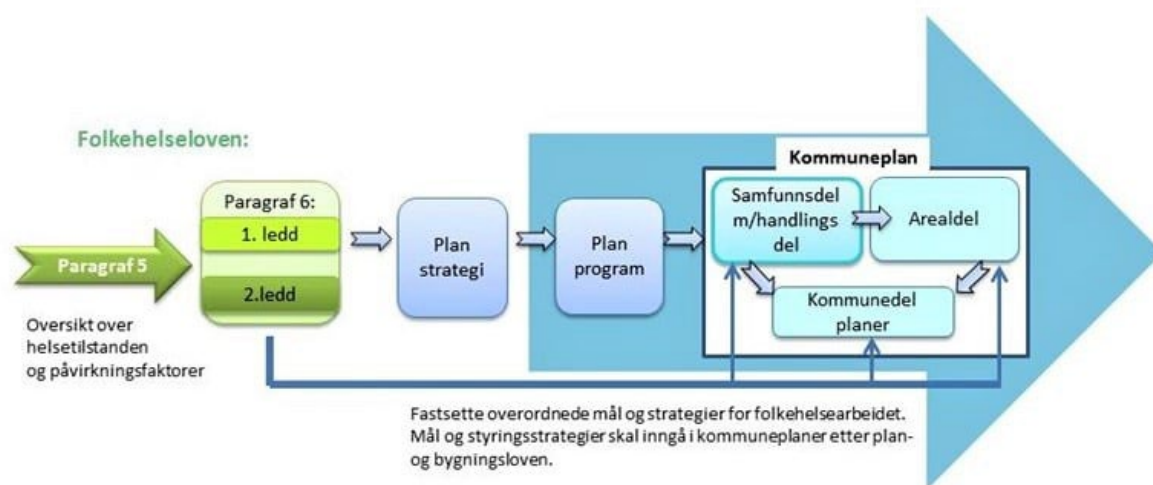 Folkehelseloven:
Paragraf 5
Oversikt over
helsetilstanden
og påvirkningsfaktorer
Paragraf 6:
1. ledd
2.ledd
Plan
strategi
Plan
program
Kommuneplan
Samfunnsdel
m/handlings
del
Arealdel
Kommunedel
planer
Fastsette overordnede mål og strategier for folkehelsearbeidet.
Mål og styringsstrategier skal inngå i kommuneplaner etter plan-
og bygningsloven.